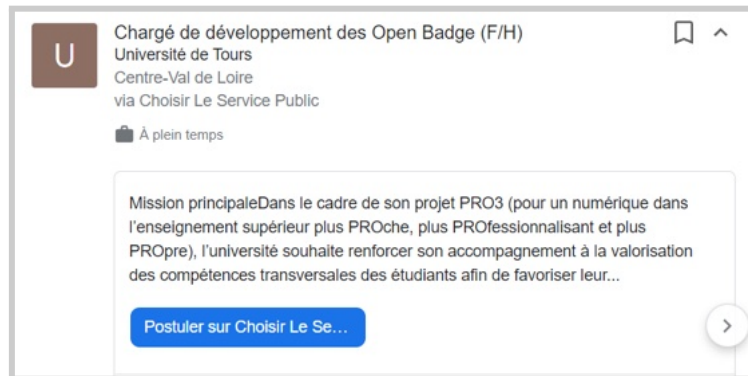 U
Chargé de développement des Open Badge (F/H)
Université de Tours
Centre-Val de Loire
via Choisir Le Service Public
À plein temps
Mission principaleDans le cadre de son projet PRO3 (pour un numérique dans
l'enseignement supérieur plus PROche, plus PROfessionnalisant et plus
PROpre), l'université souhaite renforcer son accompagnement à la valorisation
des compétences transversales des étudiants afin de favoriser leur...
Postuler sur Choisir Le Se...